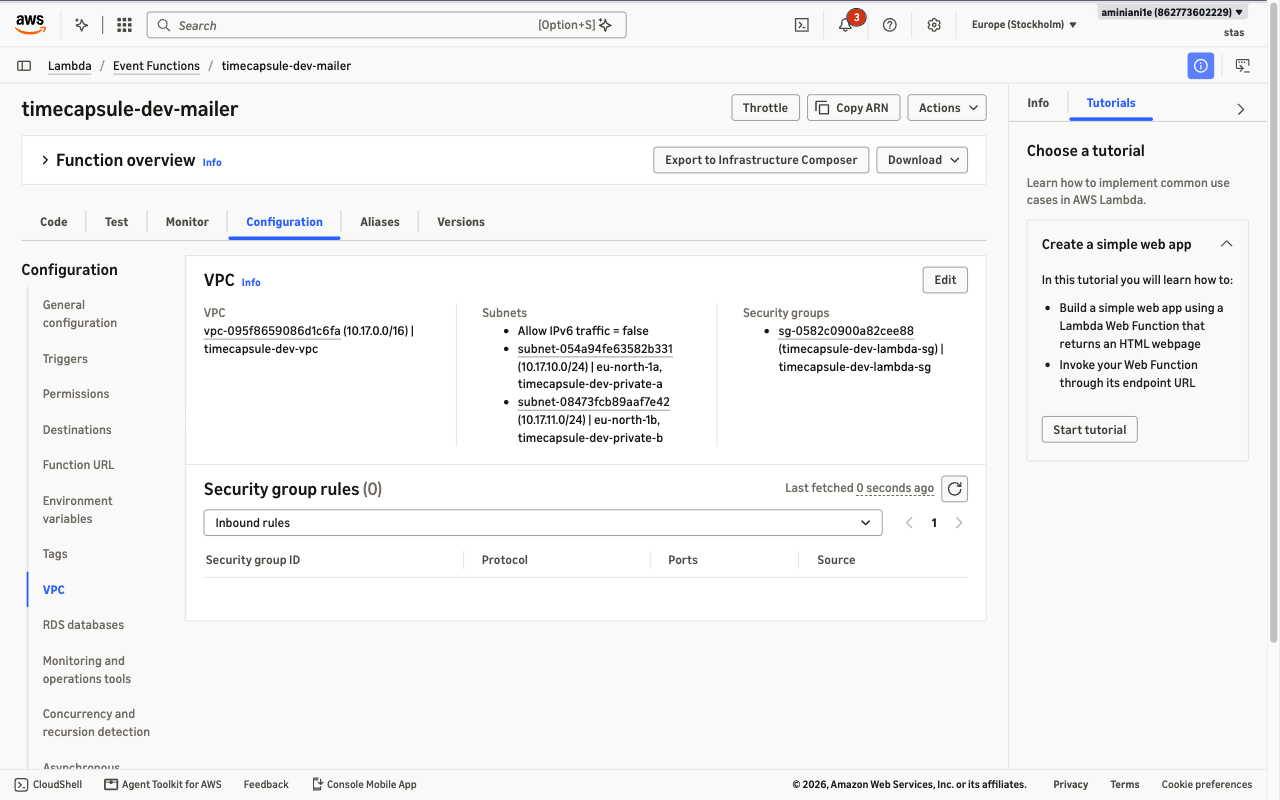 aws
Search
[Option+S]
3
Europe (Stockholm)
aminiani1e (862773602229)
stas
Lambda / Event Functions / timecapsule-dev-mailer
timecapsule-dev-mailer
Throttle
Copy ARN
Actions
Function overview Info
Export to Infrastructure Composer
Download
Code
Test
Monitor
Configuration
Aliases
Versions
Configuration
General
configuration
Triggers
Permissions
Destinations
Function URL
Environment
variables
Tags
VPC
RDS databases
Monitoring and
operations tools
Concurrency and
recursion detection
Asynchronous
VPC Info
Edit
VPC
vpc-095f8659086d1c6fa (10.17.0.0/16) |
timecapsule-dev-vpc
Subnets
• Allow IPv6 traffic = false
• subnet-054a94fe63582b331
(10.17.10.0/24) | eu-north-1a,
timecapsule-dev-private-a
• subnet-08473fcb89aaf7e42
(10.17.11.0/24) | eu-north-1b,
timecapsule-dev-private-b
Security groups
• sg-0582c0900a82cee88
(timecapsule-dev-lambda-sg) |
timecapsule-dev-lambda-sg
Security group rules (0)
Last fetched 0 seconds ago
Inbound rules
1
Security group ID
Protocol
Ports
Source
Info
Tutorials
Choose a tutorial
Learn how to implement common use
cases in AWS Lambda.
Create a simple web app
In this tutorial you will learn how to:
• Build a simple web app using a
Lambda Web Function that
returns an HTML webpage
• Invoke your Web Function
through its endpoint URL
Start tutorial
CloudShell
Agent Toolkit for AWS
Feedback
Console Mobile App
© 2026, Amazon Web Services, Inc. or its affiliates.
Privacy
Terms
Cookie preferences